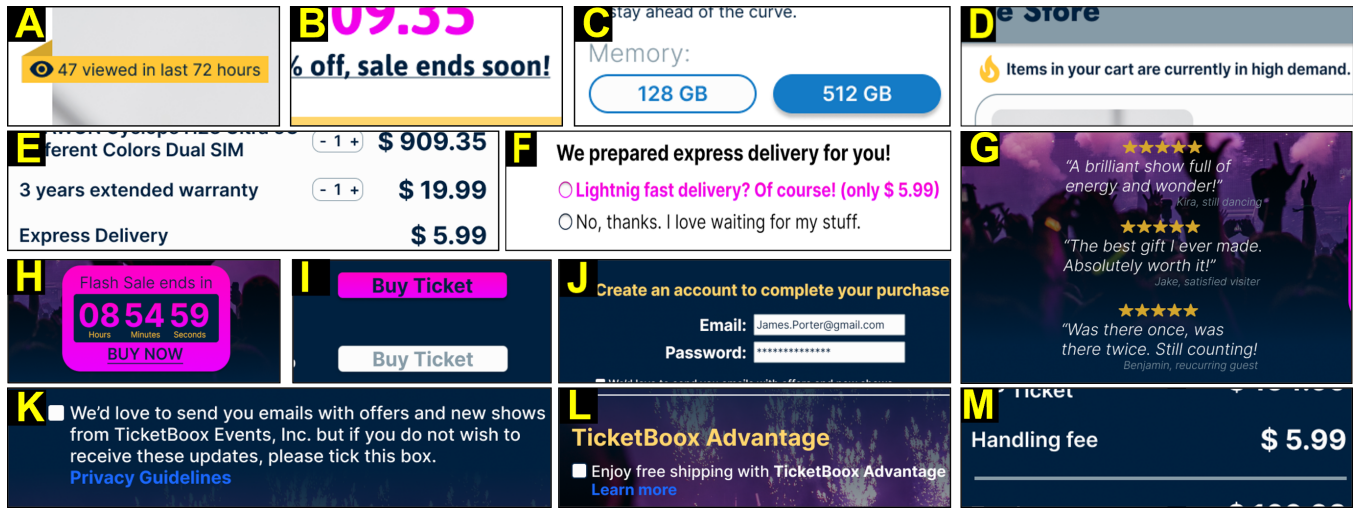 A
47 viewed in last 72 hours
B
09.35
% off, sale ends soon!
C
stay ahead of the curve.
Memory:
128 GB 512 GB
D
e Store
Items in your cart are currently in high demand.
E
fferent Colors Dual SIM - 1 + $ 909.35
3 years extended warranty - 1 + $ 19.99
Express Delivery $ 5.99
F
We prepared express delivery for you!
Lightnig fast delivery? Of course! (only $ 5.99)
No, thanks. I love waiting for my stuff.
G
“A brilliant show full of
energy and wonder!”
Kira, still dancing
“The best gift I ever made.
Absolutely worth it!”
Jake, satisfied visiter
“Was there once, was
there twice. Still counting!
Benjamin, reucurring guest
H
Flash Sale ends in
08 54 59
Hours Minutes Seconds
BUY NOW
I
Buy Ticket
Buy Ticket
J
Create an account to complete your purchase
Email: James.Porter@gmail.com
Password: **************
K
We’d love to send you emails with offers and new shows
from TicketBoox Events, Inc. but if you do not wish to
receive these updates, please tick this box.
Privacy Guidelines
L
TicketBoox Advantage
Enjoy free shipping with TicketBoox Advantage
Learn more
M
Ticket
Handling fee $ 5.99